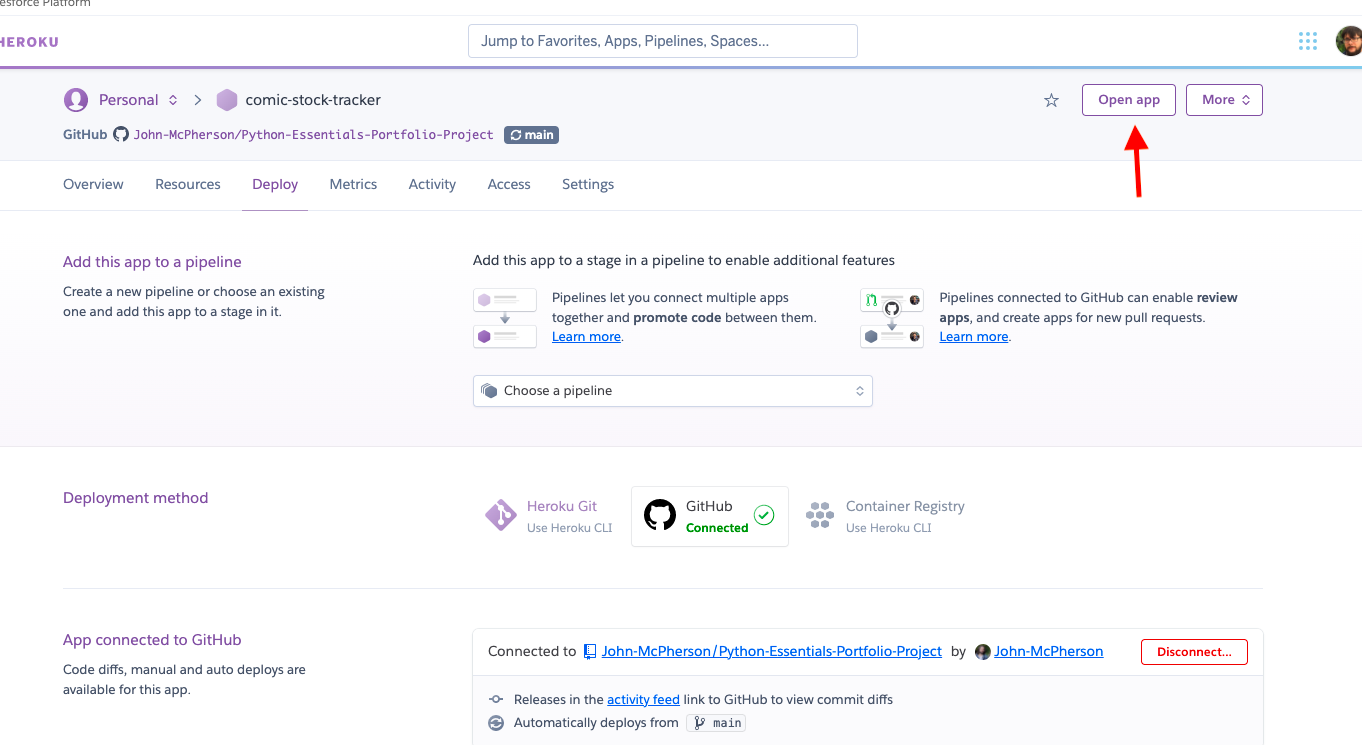 esforce Platform
HEROKU
Jump to Favorites, Apps, Pipelines, Spaces...
Personal
comic-stock-tracker
Open app
More
GitHub John-McPherson/Python-Essentials-Portfolio-Project main
Overview Resources Deploy Metrics Activity Access Settings
Add this app to a pipeline
Create a new pipeline or choose an existing
one and add this app to a stage in it.
Add this app to a stage in a pipeline to enable additional features
Pipelines let you connect multiple apps
together and promote code between them.
Learn more.
Pipelines connected to GitHub can enable review
apps, and create apps for new pull requests.
Learn more.
Choose a pipeline
Deployment method
Heroku Git
Use Heroku CLI
GitHub
Connected
Container Registry
Use Heroku CLI
App connected to GitHub
Code diffs, manual and auto deploys are
available for this app.
Connected to John-McPherson/Python-Essentials-Portfolio-Project by John-McPherson
Disconnect...
Releases in the activity feed link to GitHub to view commit diffs
Automatically deploys from main